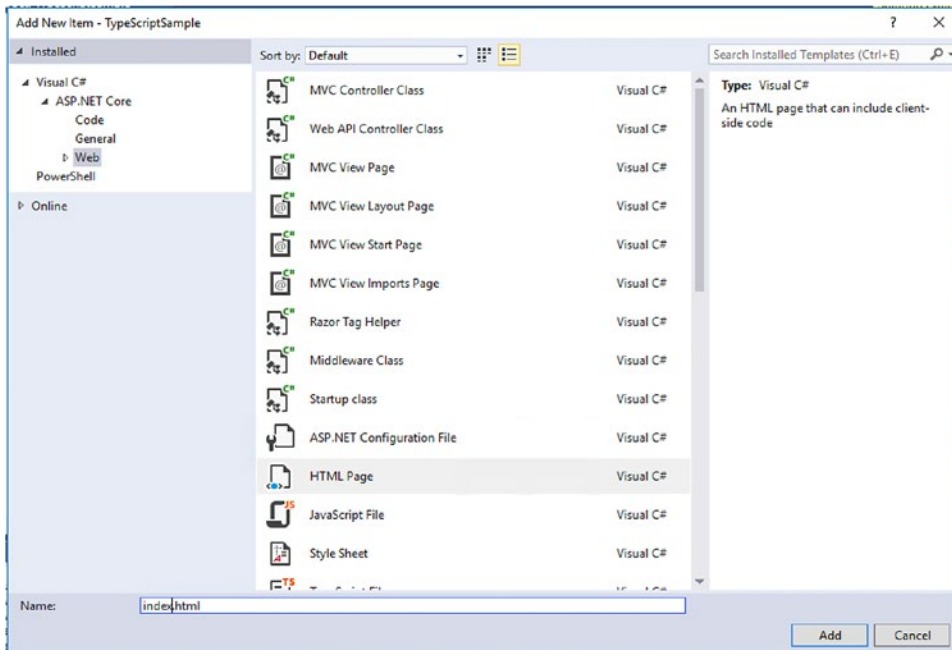 Add New Item - TypeScriptSample
? ×
Installed
Sort by: Default
Search Installed Templates (Ctrl+E)
Visual C#
ASP.NET Core
Code
General
Web
PowerShell
Online
C# MVC Controller Class Visual C#
C# Web API Controller Class Visual C#
C# @ MVC View Page Visual C#
C# @ MVC View Layout Page Visual C#
C# @ MVC View Start Page Visual C#
C# @ MVC View Imports Page Visual C#
C# Razor Tag Helper Visual C#
C# Middleware Class Visual C#
C# Startup class Visual C#
ASP.NET Configuration File Visual C#
HTML Page Visual C#
JS JavaScript File Visual C#
Style Sheet Visual C#
TS
Type: Visual C#
An HTML page that can include client-
side code
Name: index.html
Add Cancel